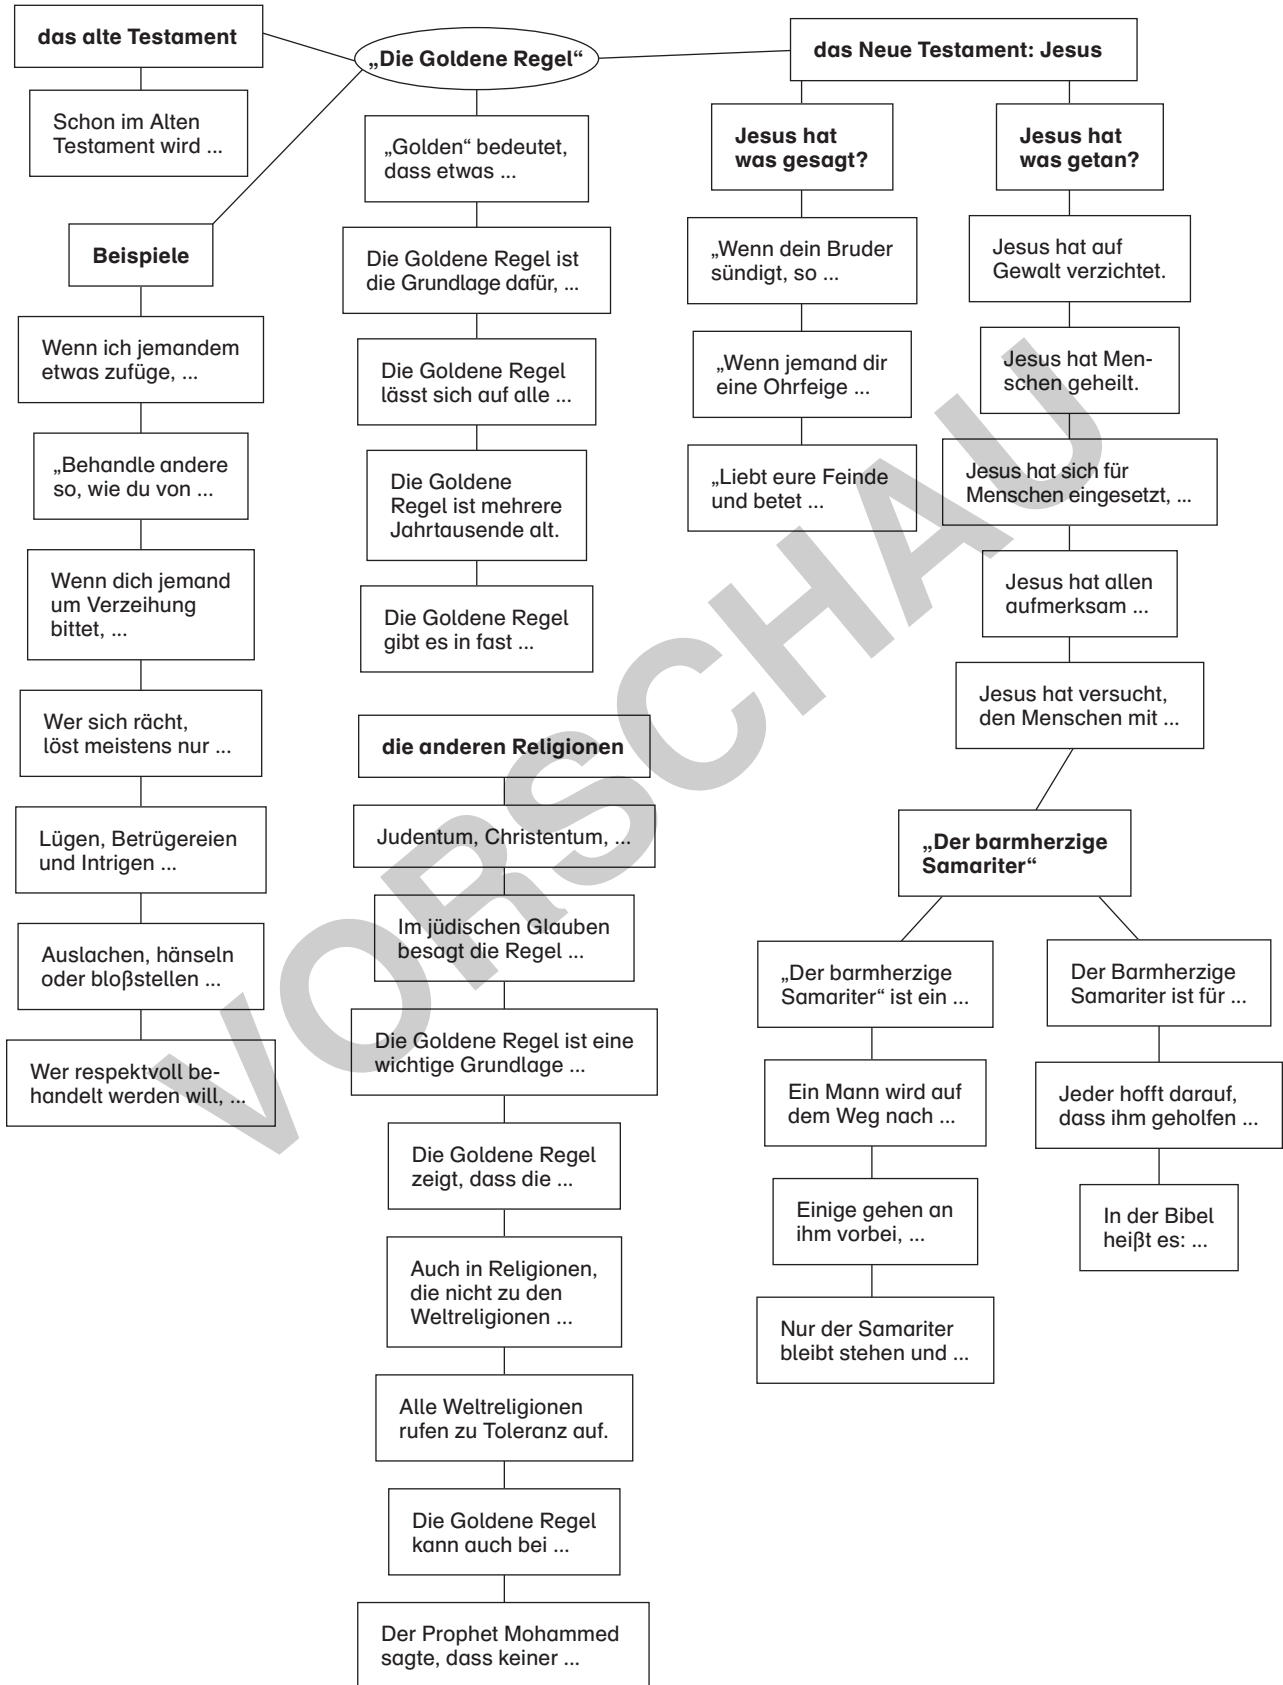 das alte Testament
Schon im Alten
Testament wird ...
„Die Goldene Regel“
Beispiele
Wenn ich jemandem
etwas zufüge, ...
„Behandle andere
so, wie du von ...
Wenn dich jemand
um Verzeihung
bittet, ...
Wer sich rächt,
löst meistens nur ...
Lügen, Betrügereien
und Intrigen ...
Auslachen, hänseln
oder bloßstellen ...
Wer respektvoll be-
handelt werden will, ...
„Golden“ bedeutet,
dass etwas ...
Die Goldene Regel ist
die Grundlage dafür, ...
Die Goldene Regel
lässt sich auf alle ...
Die Goldene
Regel ist mehrere
Jahrtausende alt.
Die Goldene Regel
gibt es in fast ...
die anderen Religionen
Judentum, Christentum, ...
Im jüdischen Glauben
besagt die Regel ...
Die Goldene Regel ist eine
wichtige Grundlage ...
Die Goldene Regel
zeigt, dass die ...
Auch in Religionen,
die nicht zu den
Weltreligionen ...
Alle Weltreligionen
rufen zu Toleranz auf.
Die Goldene Regel
kann auch bei ...
Der Prophet Mohammed
sagte, dass keiner ...
das Neue Testament: Jesus
Jesus hat
was gesagt?
„Wenn dein Bruder
sündigt, so ...
„Wenn jemand dir
eine Ohrfeige ...
„Liebt eure Feinde
und betet ...
Jesus hat
was getan?
Jesus hat auf
Gewalt verzichtet.
Jesus hat Men-
schen geheilt.
Jesus hat sich für
Menschen eingesetzt, ...
Jesus hat allen
aufmerksam ...
Jesus hat versucht,
den Menschen mit ...
„Der barmherzige
Samariter“
„Der barmherzige
Samariter“ ist ein ...
Ein Mann wird auf
dem Weg nach ...
Einige gehen an
ihm vorbei, ...
Nur der Samariter
bleibt stehen und ...
Der Barmherzige
Samariter ist für ...
Jeder hofft darauf,
dass ihm geholfen ...
In der Bibel
heißt es: ...
VORSCHAU